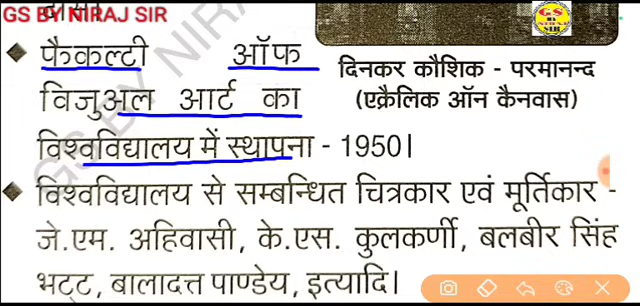 GS BY NIRAJ SIR
फैकल्टी ऑफ
विजुअल आर्ट का
विश्वविद्यालय में स्थापना - 1950।
दिनकर कौशिक - परमानन्द
(एक्रैलिक ऑन कैनवास)
विश्वविद्यालय से सम्बन्धित चित्रकार एवं मूर्तिकार -
जे.एम. अहिवासी, के.एस. कुलकर्णी, बलबीर सिंह
भट्ट, बालादत्त पाण्डेय, इत्यादि।